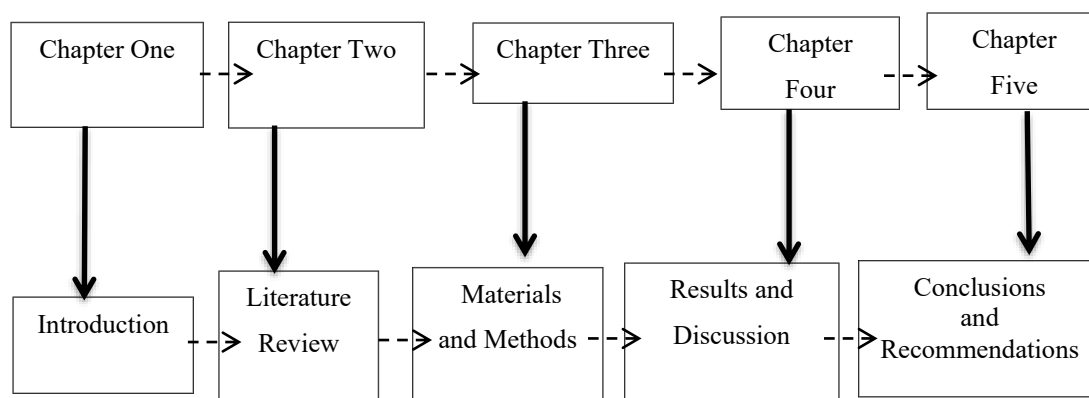 Chapter One
Chapter Two
Chapter Three
Chapter
Four
Chapter
Five
Introduction
Literature
Review
Materials
and Methods
Results and
Discussion
Conclusions
and
Recommendations